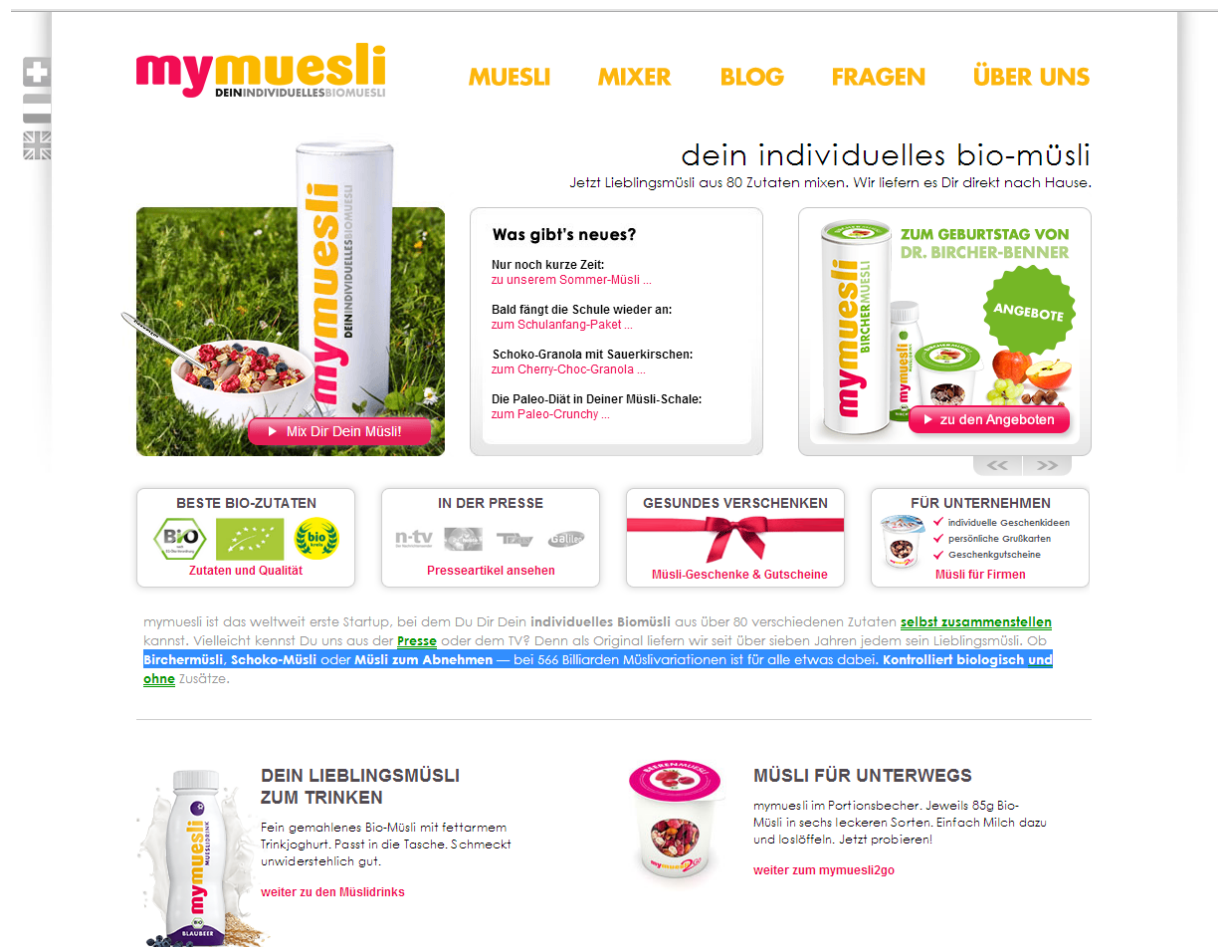 mymuesli
DEININDIVIDUELLESBIOMUESLI
MUESLI MIXER BLOG FRAGEN ÜBER UNS
dein individuelles bio-müsli
Jetzt Lieblingsmüsli aus 80 Zutaten mixen. Wir liefern es Dir direkt nach Hause.
mymuesli
DEININDIVIDUELLESBIOMUESLI
Mix Dir Dein Müsli!
Was gibt's neues?
Nur noch kurze Zeit:
zu unserem Sommer-Müsli ...
Bald fängt die Schule wieder an:
zum Schulanfang-Paket ...
Schoko-Granola mit Sauerkirschen:
zum Cherry-Choc-Granola ...
Die Paleo-Diät in Deiner Müsli-Schale:
zum Paleo-Crunchy ...
ZUM GEBURTSTAG VON
DR. BIRCHER-BENNER
ANGEBOTE
mymuesli
BIRCHERMUESLI
mymuesli
zu den Angeboten
<< >>
BESTE BIO-ZUTATEN
Bio
bio
Zutaten und Qualität
IN DER PRESSE
n-tv
Galileo
Presseartikel ansehen
GESUNDES VERSCHENKEN
Müsli-Geschenke & Gutscheine
FÜR UNTERNEHMEN
individuelle Geschenkideen
persönliche Grußkarten
Geschenkgutscheine
Müsli für Firmen
mymuesli ist das weltweit erste Startup, bei dem Du Dir Dein individuelles Biomüsli aus über 80 verschiedenen Zutaten selbst zusammenstellen
kannst. Vielleicht kennst Du uns aus der Presse oder dem TV? Denn als Original liefern wir seit über sieben Jahren jedem sein Lieblingsmüsli. Ob
Birchermüsli, Schoko-Müsli oder Müsli zum Abnehmen — bei 566 Billiarden Müslivariationen ist für alle etwas dabei. Kontrolliert biologisch und
ohne Zusätze.
DEIN LIEBLINGSMÜSLI
ZUM TRINKEN
Fein gemahlenes Bio-Müsli mit fettarmem
Trinkjoghurt. Passt in die Tasche. Schmeckt
unwiderstehlich gut.
weiter zu den Müslidrinks
mymuesli
MUESLIDRINK
BIO
BLAUBEER
MÜSLI FÜR UNTERWEGS
mymuesli im Portionsbecher. Jeweils 85g Bio-
Müsli in sechs leckeren Sorten. Einfach Milch dazu
und loslöffeln. Jetzt probieren!
weiter zum mymuesli2go
BEERENMUESLI
mymuesli2Go